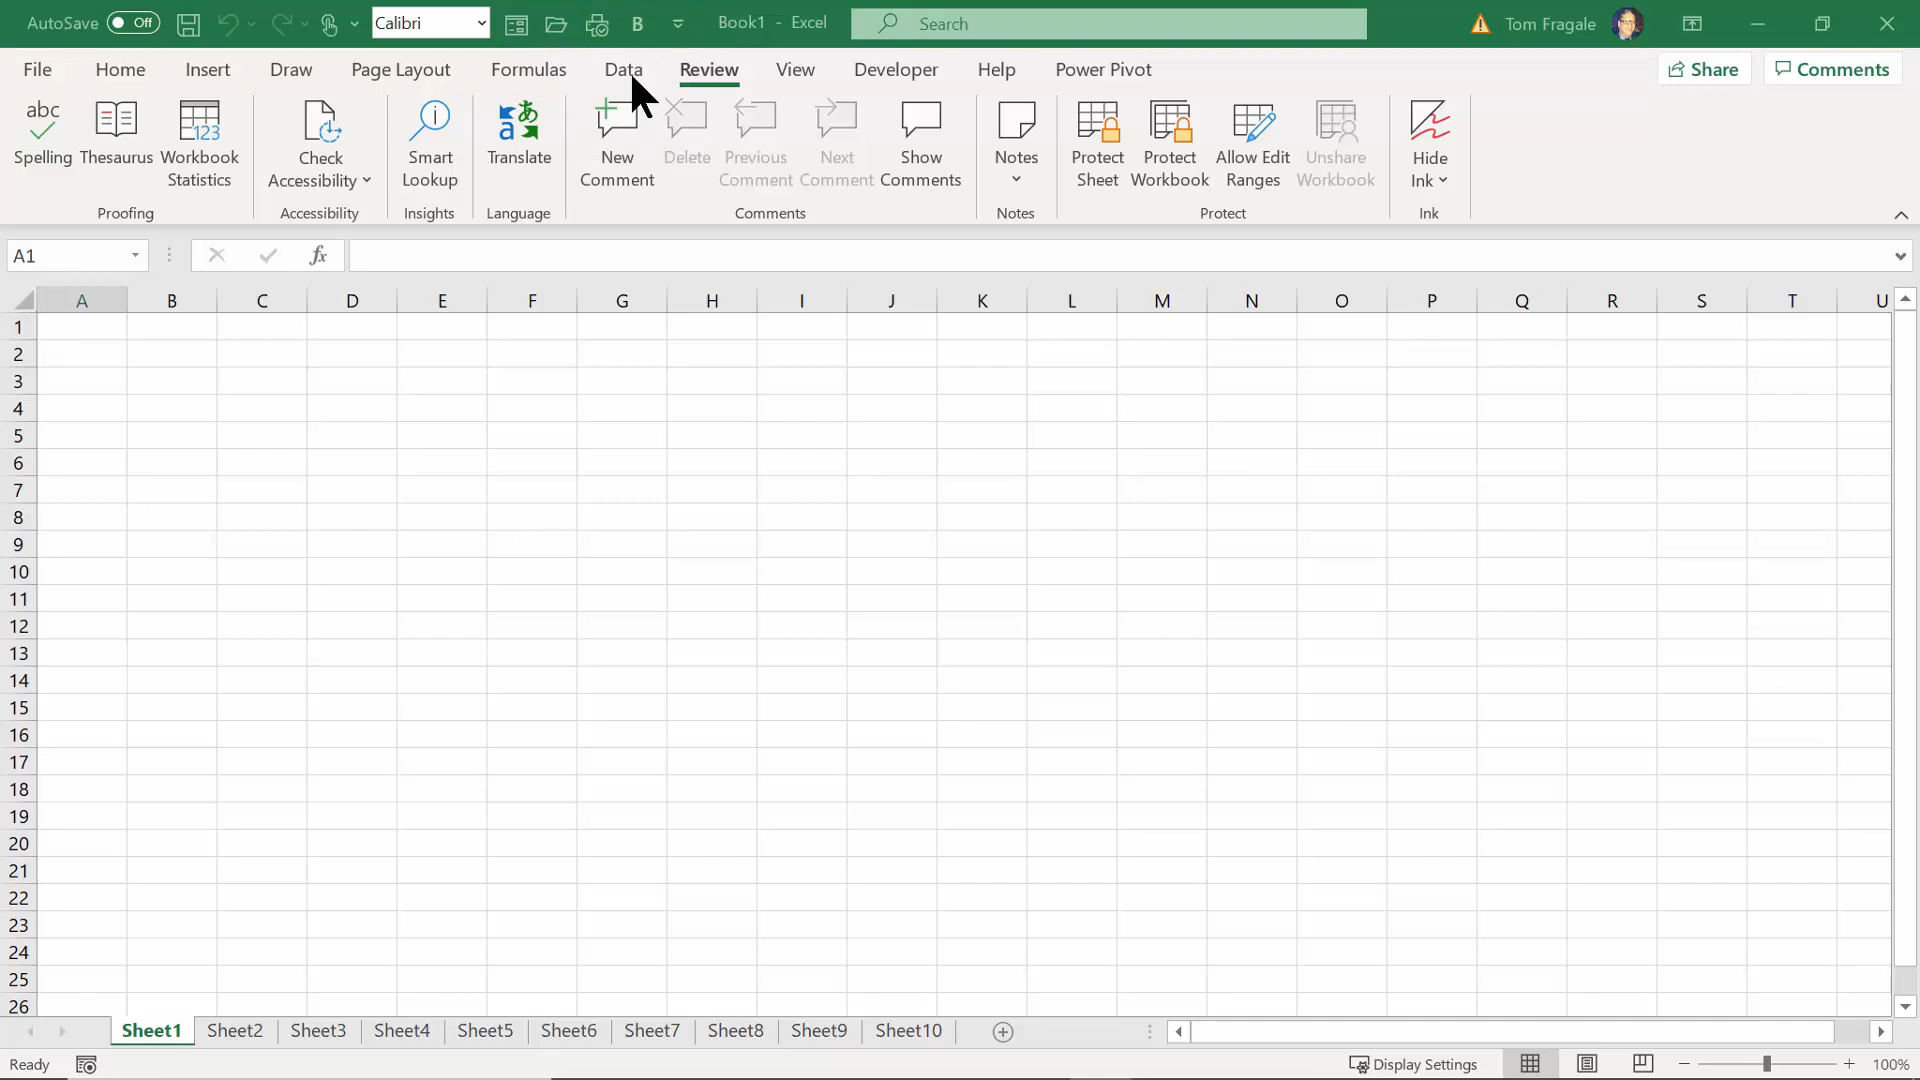 AutoSave Off Calibri B Book1 - Excel Search Tom Fragale
File Home Insert Draw Page Layout Formulas Data Review View Developer Help Power Pivot Share Comments
abc Spelling
Thesaurus
123 Workbook Statistics
Proofing
Check Accessibility
Accessibility
Smart Lookup
Insights
aあ Translate
Language
New Comment
Delete
Previous Comment
Next Comment
Show Comments
Comments
Notes
Notes
Protect Sheet
Protect Workbook
Allow Edit Ranges
Unshare Workbook
Protect
Hide Ink
Ink
A1 fx
A B C D E F G H I J K L M N O P Q R S T U
1
2
3
4
5
6
7
8
9
10
11
12
13
14
15
16
17
18
19
20
21
22
23
24
25
26
Sheet1 Sheet2 Sheet3 Sheet4 Sheet5 Sheet6 Sheet7 Sheet8 Sheet9 Sheet10
Ready Display Settings 100%